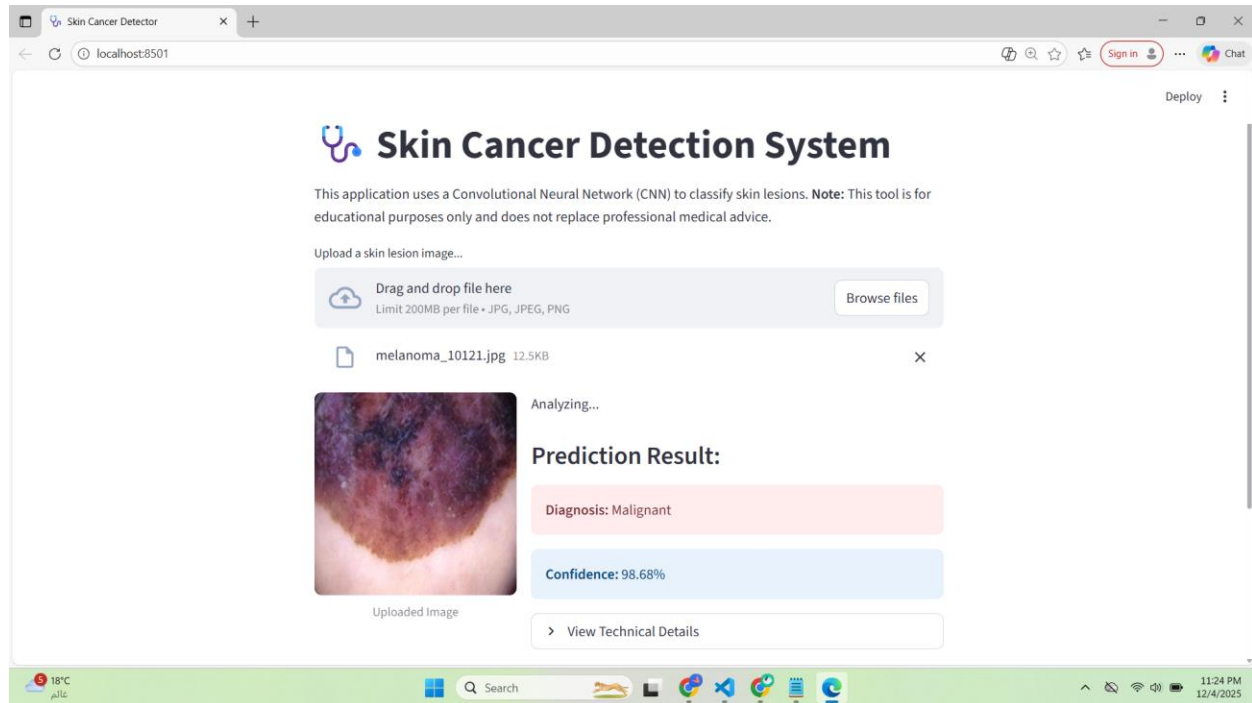 Skin Cancer Detector
localhost:8501
Sign in
Chat
Deploy
Skin Cancer Detection System
This application uses a Convolutional Neural Network (CNN) to classify skin lesions. Note: This tool is for
educational purposes only and does not replace professional medical advice.
Upload a skin lesion image...
Drag and drop file here
Limit 200MB per file • JPG, JPEG, PNG
Browse files
melanoma_10121.jpg 12.5KB
Analyzing...
Prediction Result:
Diagnosis: Malignant
Confidence: 98.68%
Uploaded Image
View Technical Details
5
18°C
غائم
Search
11:24 PM
12/4/2025